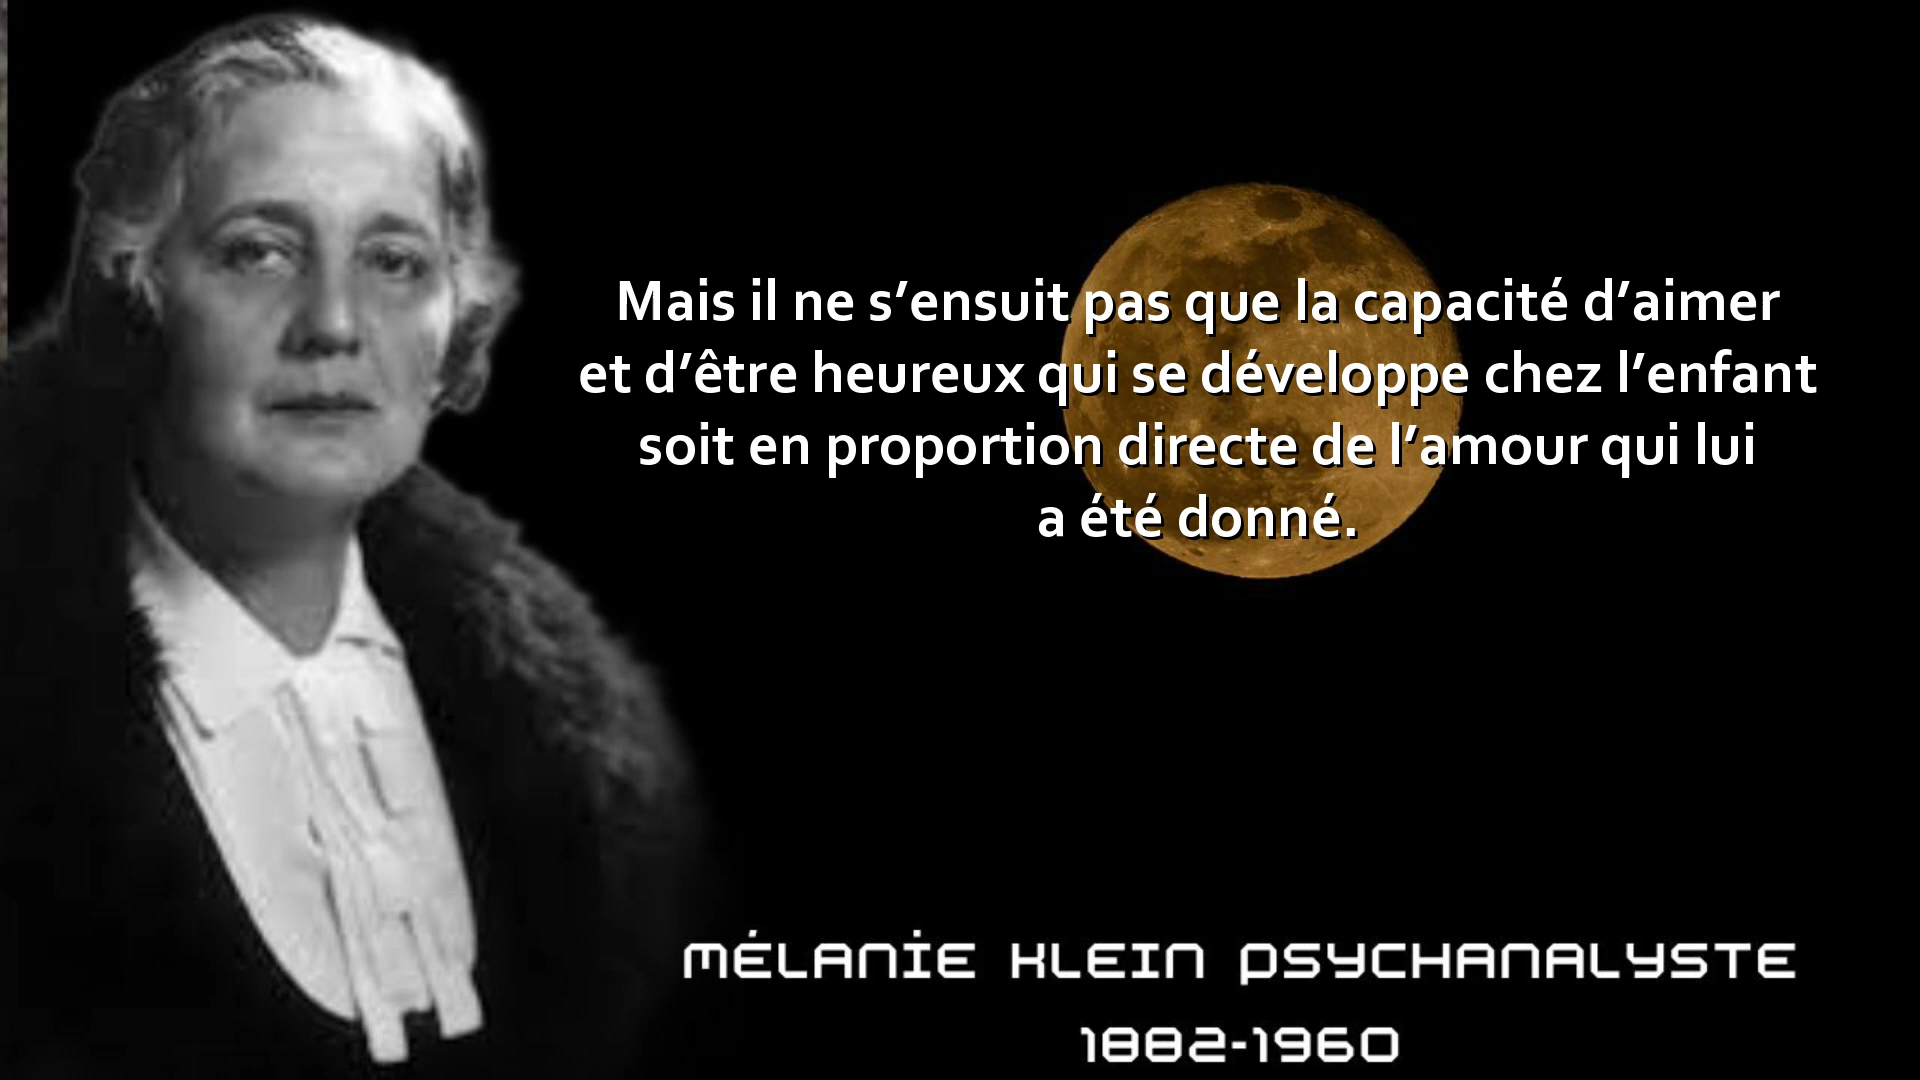 Mais il ne s’ensuit pas que la capacité d’aimer
et d’être heureux qui se développe chez l’enfant
soit en proportion directe de l’amour qui lui
a été donné.
MÉLANIE KLEIN PSYCHANALYSTE
1882-1960